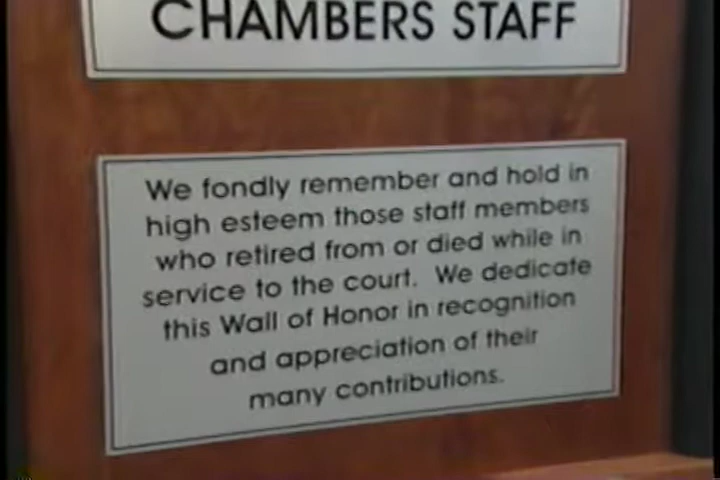 CHAMBERS STAFF
We fondly remember and hold in
high esteem those staff members
who retired from or died while in
service to the court. We dedicate
this Wall of Honor in recognition
and appreciation of their
many contributions.